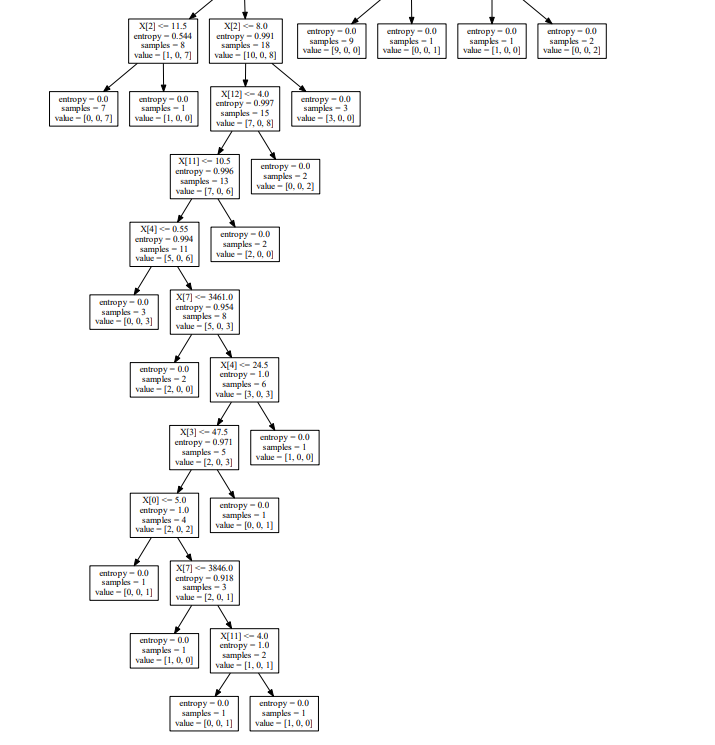 X[2] <= 11.5
entropy = 0.544
samples = 8
value = [1, 0, 7]
X[2] <= 8.0
entropy = 0.991
samples = 18
value = [10, 0, 8]
entropy = 0.0
samples = 9
value = [9, 0, 0]
entropy = 0.0
samples = 1
value = [0, 0, 1]
entropy = 0.0
samples = 1
value = [1, 0, 0]
entropy = 0.0
samples = 2
value = [0, 0, 2]
entropy = 0.0
samples = 7
value = [0, 0, 7]
entropy = 0.0
samples = 1
value = [1, 0, 0]
X[12] <= 4.0
entropy = 0.997
samples = 15
value = [7, 0, 8]
entropy = 0.0
samples = 3
value = [3, 0, 0]
X[11] <= 10.5
entropy = 0.996
samples = 13
value = [7, 0, 6]
entropy = 0.0
samples = 2
value = [0, 0, 2]
X[4] <= 0.55
entropy = 0.994
samples = 11
value = [5, 0, 6]
entropy = 0.0
samples = 2
value = [2, 0, 0]
entropy = 0.0
samples = 3
value = [0, 0, 3]
X[7] <= 3461.0
entropy = 0.954
samples = 8
value = [5, 0, 3]
entropy = 0.0
samples = 2
value = [2, 0, 0]
X[4] <= 24.5
entropy = 1.0
samples = 6
value = [3, 0, 3]
X[3] <= 47.5
entropy = 0.971
samples = 5
value = [2, 0, 3]
entropy = 0.0
samples = 1
value = [1, 0, 0]
X[0] <= 5.0
entropy = 1.0
samples = 4
value = [2, 0, 2]
entropy = 0.0
samples = 1
value = [0, 0, 1]
entropy = 0.0
samples = 1
value = [0, 0, 1]
X[7] <= 3846.0
entropy = 0.918
samples = 3
value = [2, 0, 1]
entropy = 0.0
samples = 1
value = [1, 0, 0]
X[11] <= 4.0
entropy = 1.0
samples = 2
value = [1, 0, 1]
entropy = 0.0
samples = 1
value = [0, 0, 1]
entropy = 0.0
samples = 1
value = [1, 0, 0]